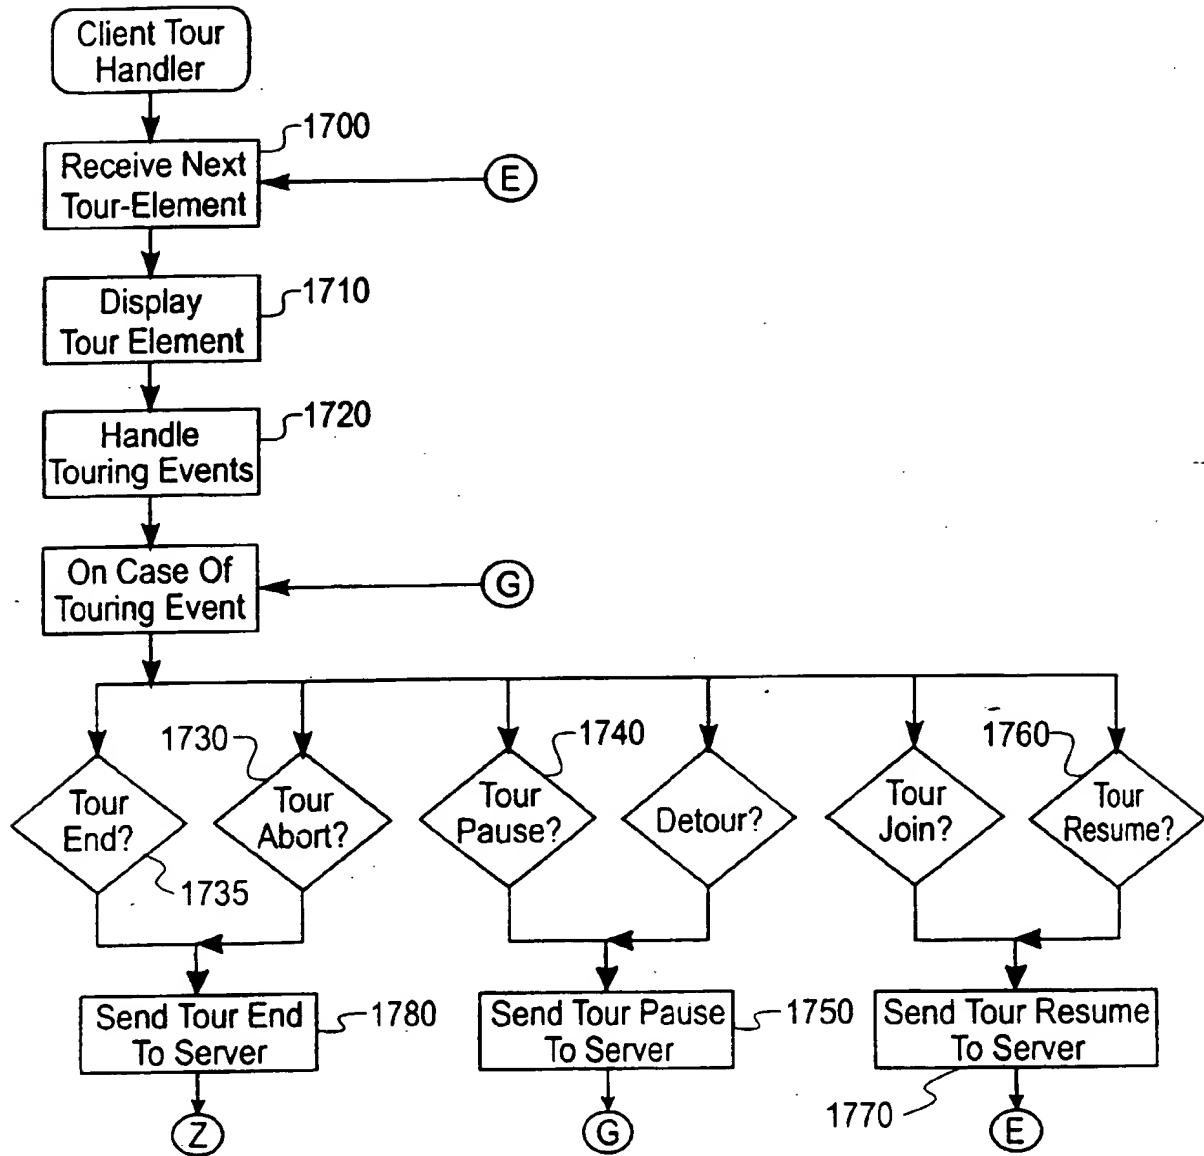 Client Tour
Handler
1700
Receive Next
Tour-Element
E
1710
Display
Tour Element
1720
Handle
Touring Events
On Case Of
Touring Event
G
1730
1740
1760
Tour
End?
Tour
Abort?
Tour
Pause?
Detour?
Tour
Join?
Tour
Resume?
1735
Send Tour End
To Server
1780
Send Tour Pause
To Server
1750
Send Tour Resume
To Server
1770
Z
G
E